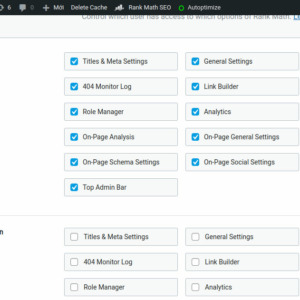 6 0 + Mới Delete Cache Rank Math SEO Autoptimize
Control which user has access to which options of Rank Math.
Titles & Meta Settings General Settings
404 Monitor Log Link Builder
Role Manager Analytics
On-Page Analysis On-Page General Settings
On-Page Schema Settings On-Page Social Settings
Top Admin Bar
n Titles & Meta Settings General Settings
404 Monitor Log Link Builder
Role Manager Analytics